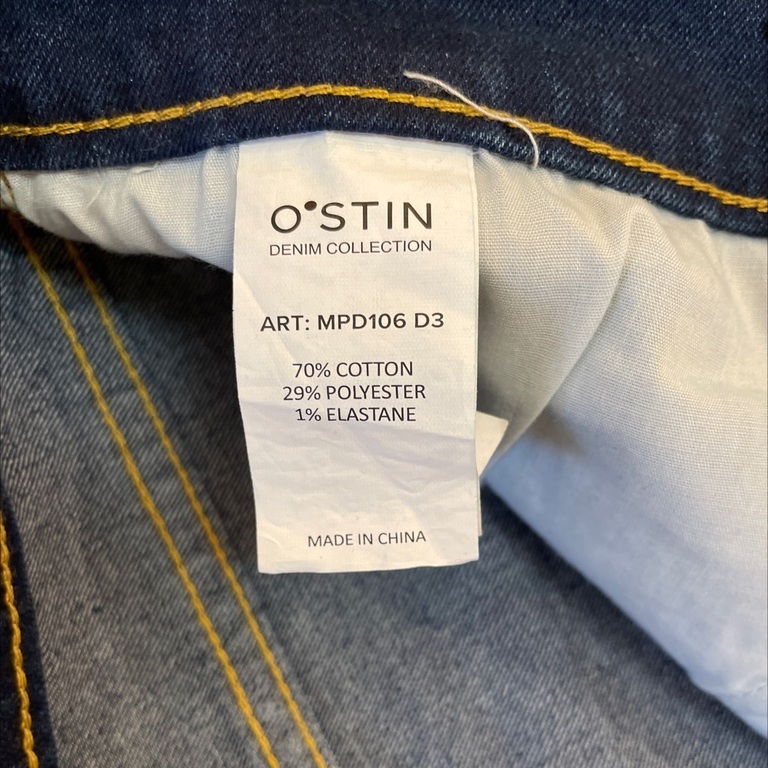 O'STIN
DENIM COLLECTION
ART: MPD106 D3
70% COTTON
29% POLYESTER
1% ELASTANE
MADE IN CHINA